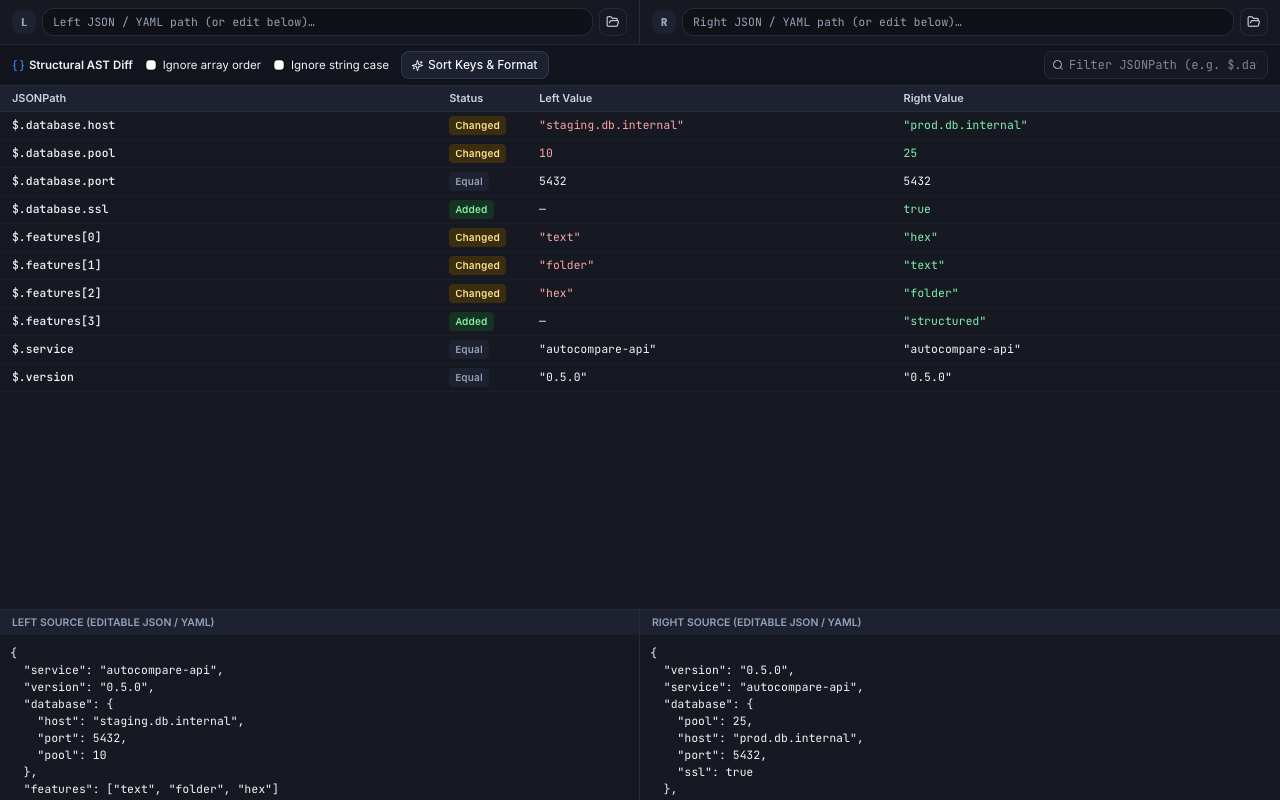 L Left JSON / YAML path (or edit below)… R Right JSON / YAML path (or edit below)…
{} Structural AST Diff Ignore array order Ignore string case Sort Keys & Format Filter JSONPath (e.g. $.da
JSONPath Status Left Value Right Value
$.database.host Changed "staging.db.internal" "prod.db.internal"
$.database.pool Changed 10 25
$.database.port Equal 5432 5432
$.database.ssl Added — true
$.features[0] Changed "text" "hex"
$.features[1] Changed "folder" "text"
$.features[2] Changed "hex" "folder"
$.features[3] Added — "structured"
$.service Equal "autocompare-api" "autocompare-api"
$.version Equal "0.5.0" "0.5.0"
LEFT SOURCE (EDITABLE JSON / YAML)
{
  "service": "autocompare-api",
  "version": "0.5.0",
  "database": {
    "host": "staging.db.internal",
    "port": 5432,
    "pool": 10
  },
  "features": ["text", "folder", "hex"]
RIGHT SOURCE (EDITABLE JSON / YAML)
{
  "version": "0.5.0",
  "service": "autocompare-api",
  "database": {
    "pool": 25,
    "host": "prod.db.internal",
    "port": 5432,
    "ssl": true
  },